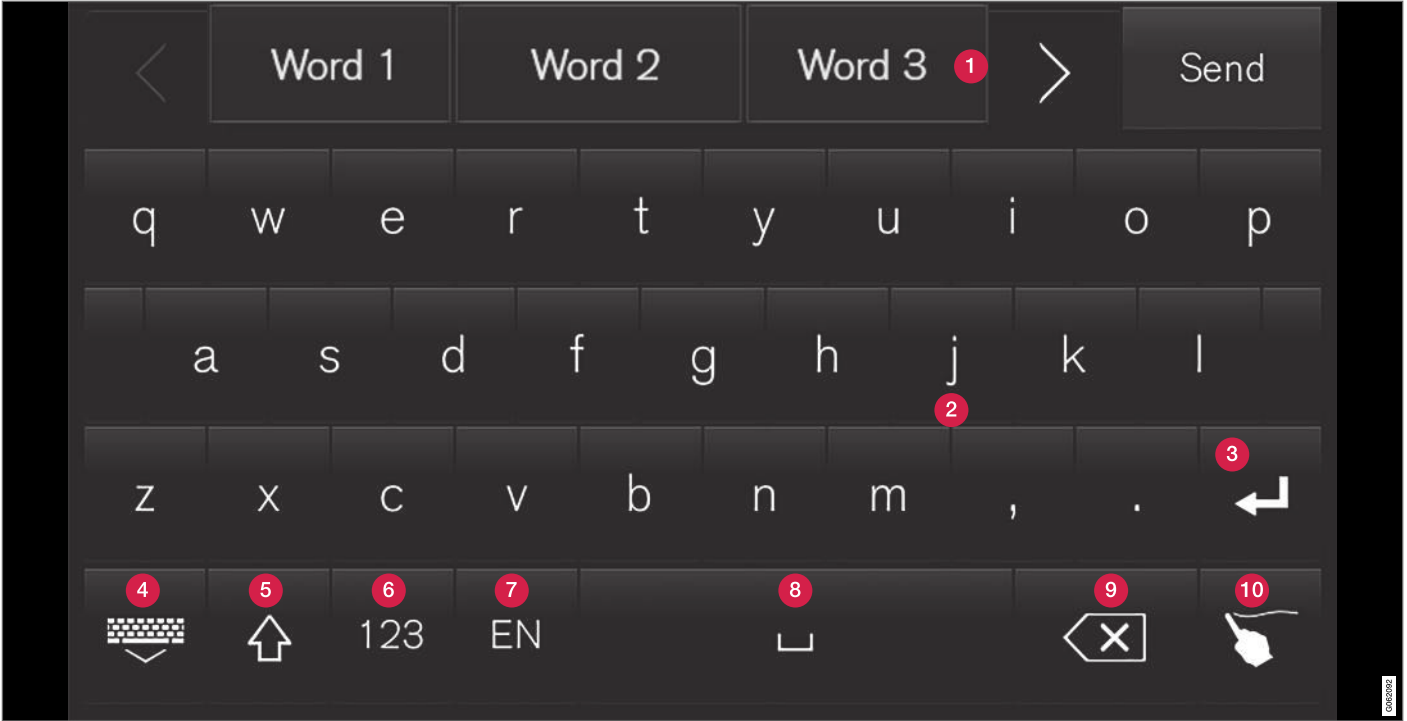 Word 1 Word 2 Word 3 1 Send
q w e r t y u i o p
a s d f g h j k l
2
3
z x c v b n m , .
4 5 6 7 8 9 10
123 EN
G062092